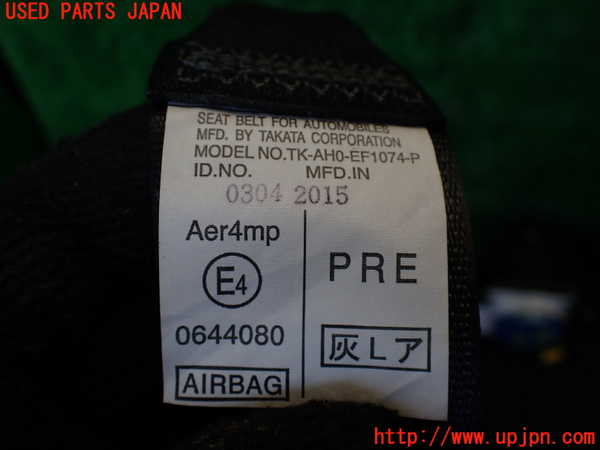 USED PARTS JAPAN
SEAT BELT FOR AUTOMOBILES
MFD. BY TAKATA CORPORATION
MODEL NO.TK-AH0-EF1074-P
ID.NO. MFD.IN
0304 2015
Aer4mp
E4
0644080
AIRBAG
PRE
灰Lア
http://www.upjpn.com/